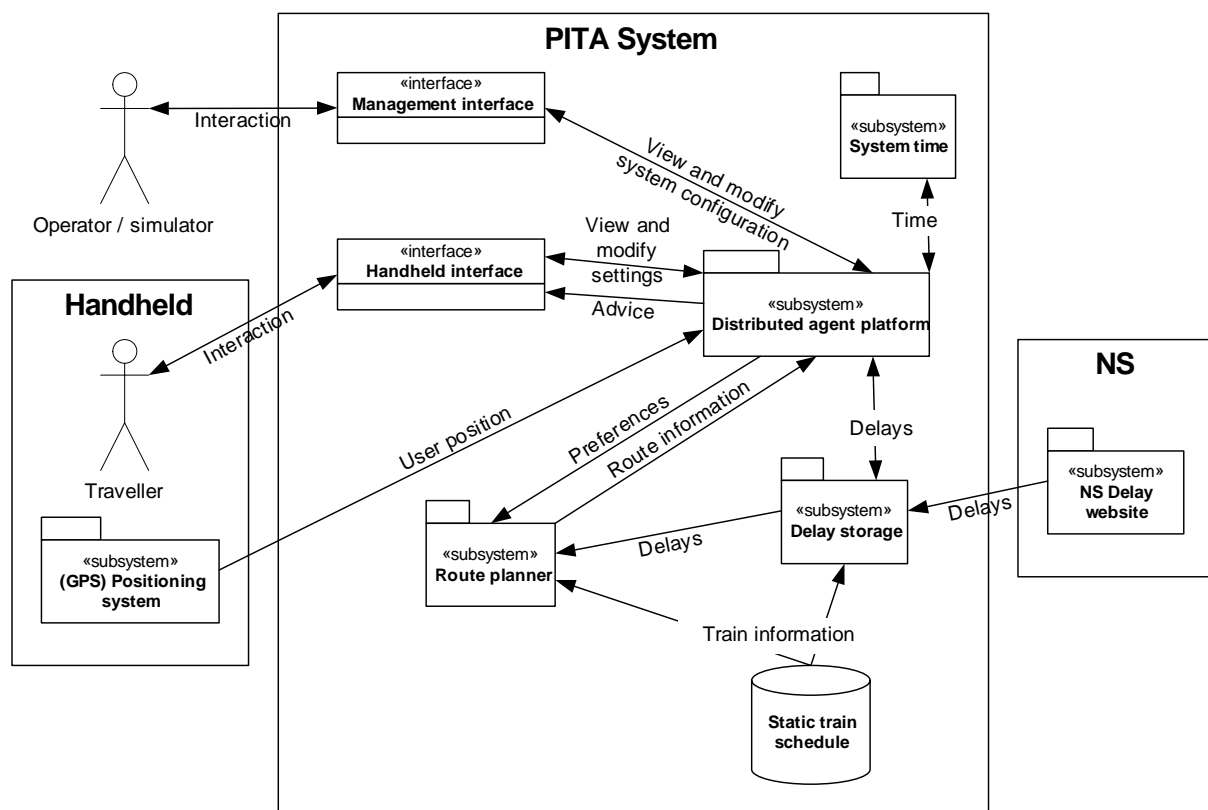 PITA System
«interface»
Management interface
Interaction
Operator / simulator
View and modify
system configuration
«subsystem»
System time
Time
«interface»
Handheld interface
View and
modify
settings
Advice
«subsystem»
Distributed agent platform
Handheld
Interaction
Traveller
User position
«subsystem»
(GPS) Positioning
system
Preferences
Route information
Delays
NS
«subsystem»
NS Delay
website
Delays
«subsystem»
Delay storage
Delays
«subsystem»
Route planner
Train information
Static train
schedule